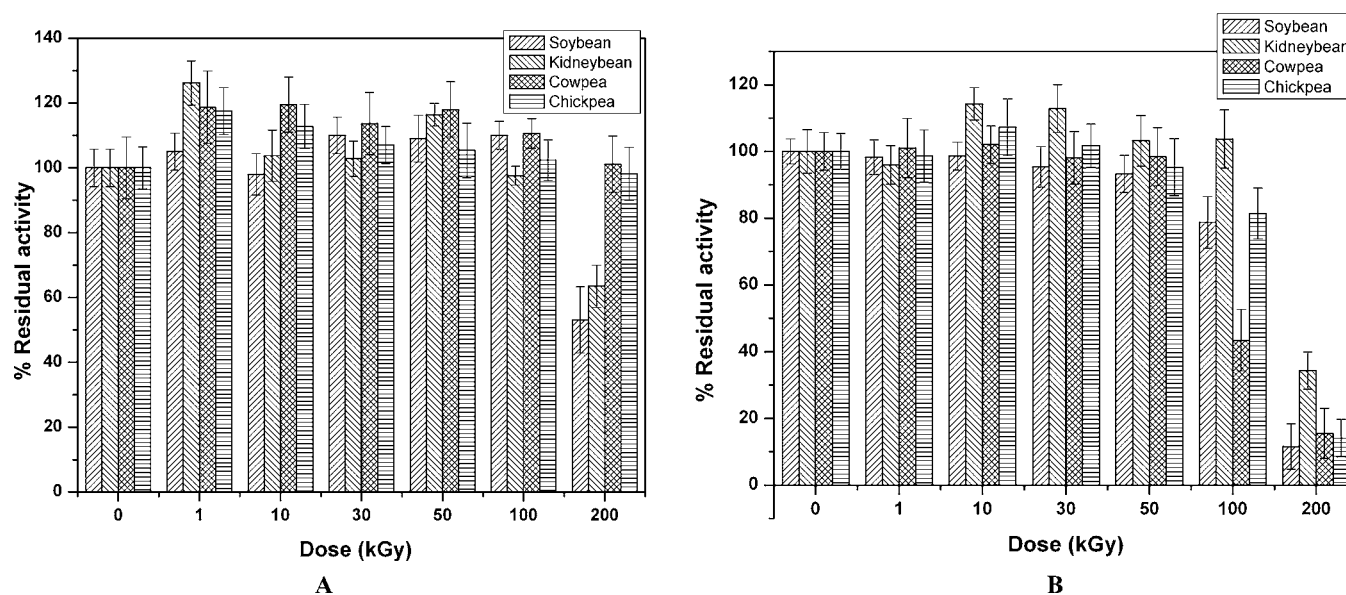 140
120
100
80
60
40
20
0
% Residual activity
Soybean
Kidneybean
Cowpea
Chickpea
0 1 10 30 50 100 200
Dose (kGy)
A
120
100
80
60
40
20
0
% Residual activity
Soybean
Kidneybean
Cowpea
Chickpea
0 1 10 30 50 100 200
Dose (kGy)
B